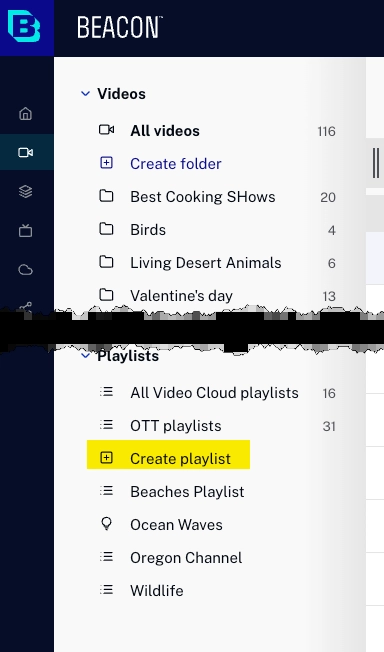 BEACON™
Videos
All videos 116
Create folder
Best Cooking SHows 20
Birds 4
Living Desert Animals 6
Valentine's day 13
Playlists
All Video Cloud playlists 16
OTT playlists 31
Create playlist
Beaches Playlist
Ocean Waves
Oregon Channel
Wildlife